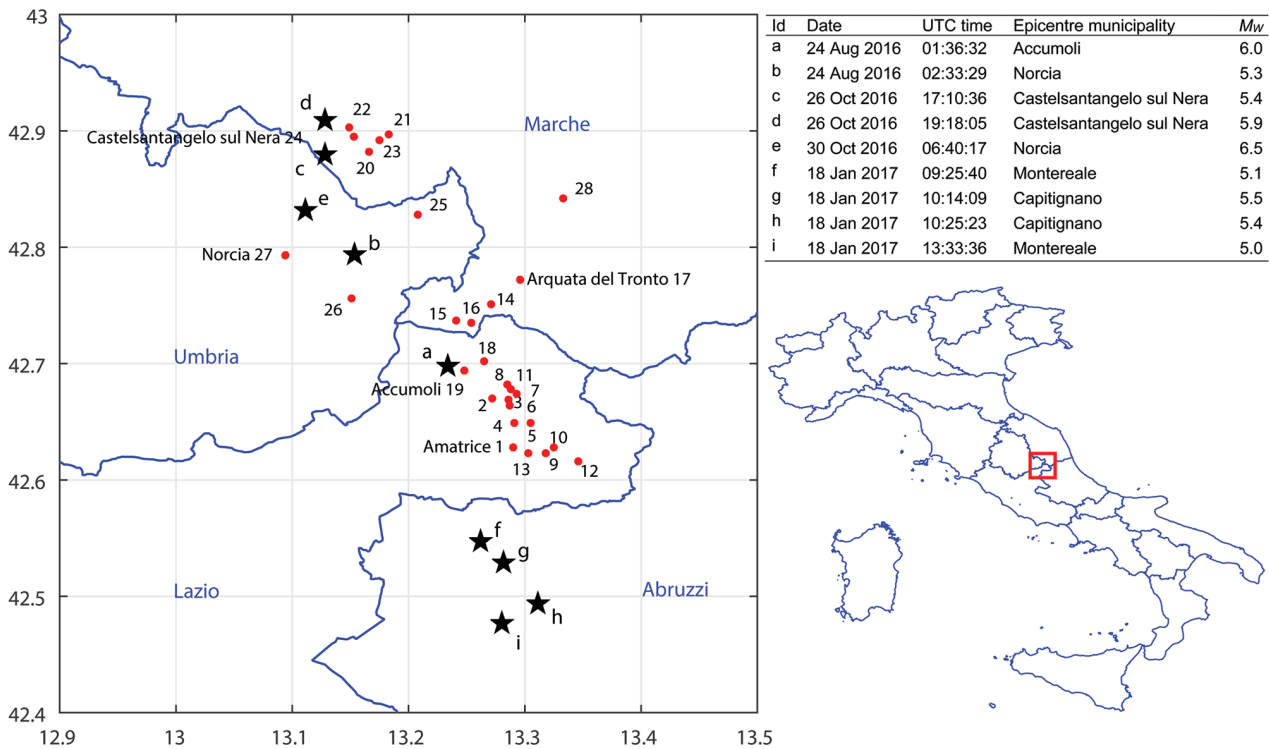 43
42.9
42.8
42.7
42.6
42.5
42.4
12.9 13 13.1 13.2 13.3 13.4 13.5
d 22 21
Marche
Castelsantangelo sul Nera 24
23
c 20
28
e 25
b
Norcia 27
Arquata del Tronto 17
26
14
15 16
Umbria
a 18
8 11
Accumoli 19 7
2 3 6
4 5
Amatrice 1 10
13 9 12
f
g
Lazio Abruzzi
h
i
Id Date UTC time Epicentre municipality Mw
a 24 Aug 2016 01:36:32 Accumoli 6.0
b 24 Aug 2016 02:33:29 Norcia 5.3
c 26 Oct 2016 17:10:36 Castelsantangelo sul Nera 5.4
d 26 Oct 2016 19:18:05 Castelsantangelo sul Nera 5.9
e 30 Oct 2016 06:40:17 Norcia 6.5
f 18 Jan 2017 09:25:40 Montereale 5.1
g 18 Jan 2017 10:14:09 Capitignano 5.5
h 18 Jan 2017 10:25:23 Capitignano 5.4
i 18 Jan 2017 13:33:36 Montereale 5.0